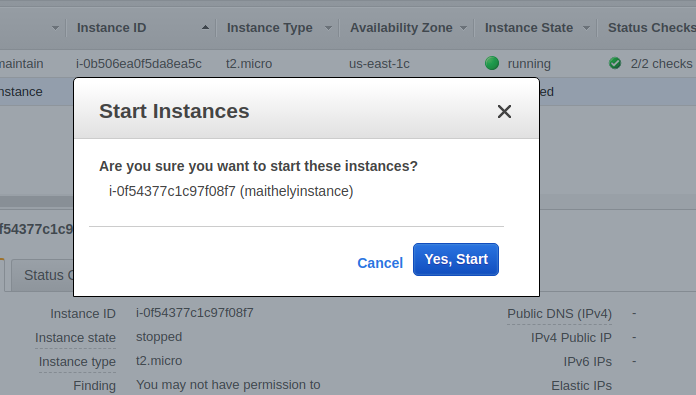 Instance ID Instance Type Availability Zone Instance State Status Checks
maintain i-0b506ea0f5da8ea5c t2.micro us-east-1c running 2/2 checks
nstance ed
Start Instances
Are you sure you want to start these instances?
i-0f54377c1c97f08f7 (maithelyinstance)
Cancel Yes, Start
0f54377c1c97
Status C
Instance ID i-0f54377c1c97f08f7 Public DNS (IPv4) -
Instance state stopped IPv4 Public IP -
Instance type t2.micro IPv6 IPs -
Finding You may not have permission to Elastic IPs